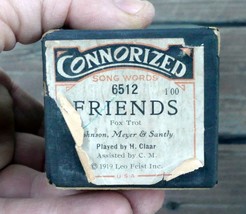 CONNORIZED
SONG WORDS
6512 1 00
FRIENDS
Fox Trot
ohnson, Meyer & Santly
Played by H. Claar
Assisted by C. M.
© 1919 Leo Feist Inc.
U.S.A